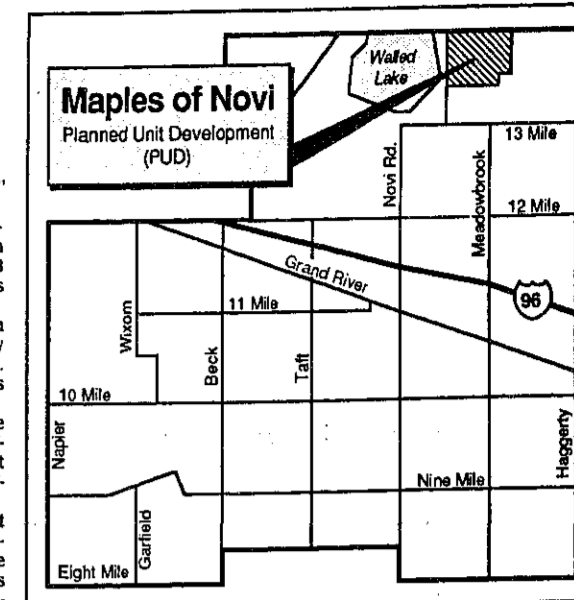 Walled
Lake
Maples of Novi
Planned Unit Development
(PUD)
13 Mile
Novi Rd.
Meadowbrook
12 Mile
Grand River
96
11 Mile
Wixom
Beck
Taft
10 Mile
Napier
Haggerty
Nine Mile
Garfield
Eight Mile